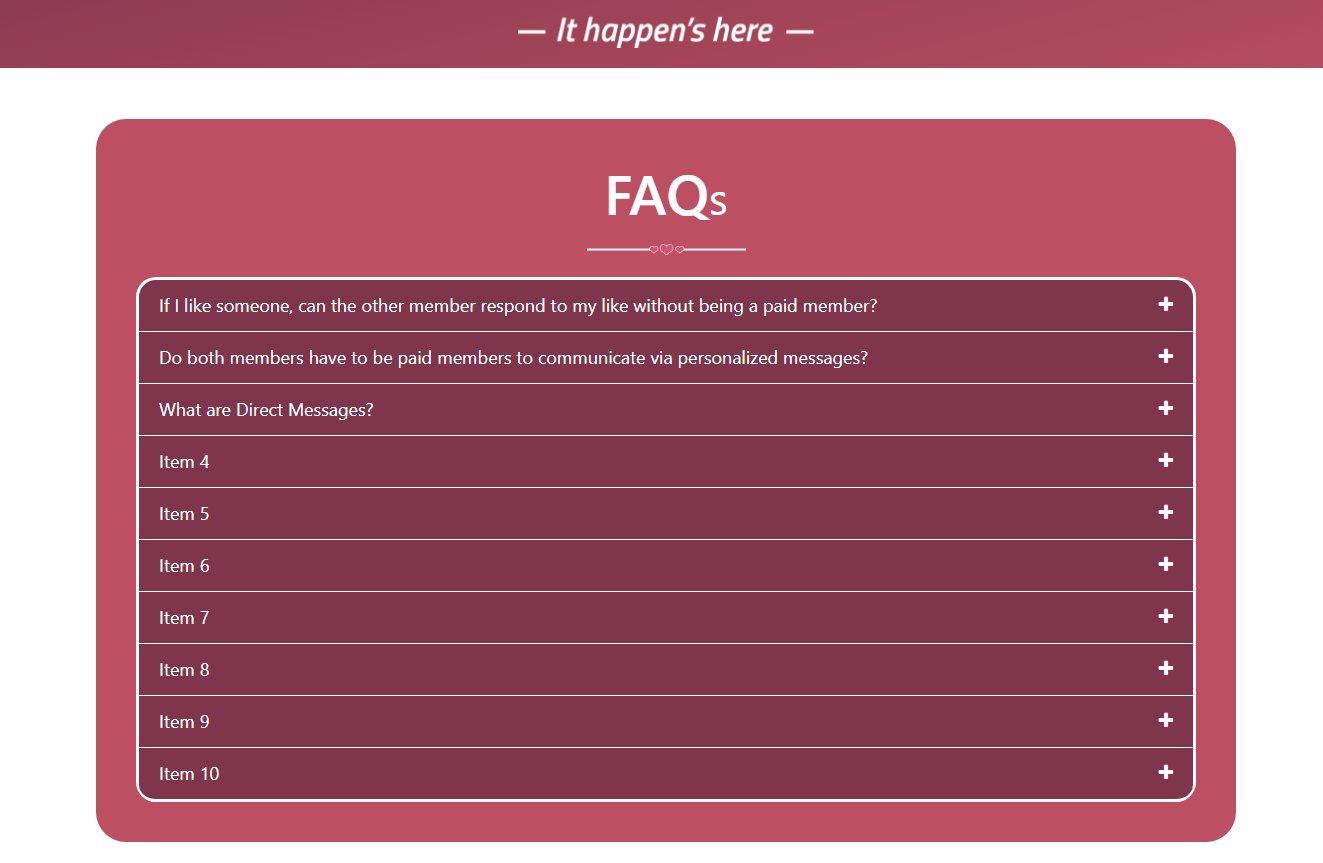 — It happen’s here —
FAQs
If I like someone, can the other member respond to my like without being a paid member?
Do both members have to be paid members to communicate via personalized messages?
What are Direct Messages?
Item 4
Item 5
Item 6
Item 7
Item 8
Item 9
Item 10